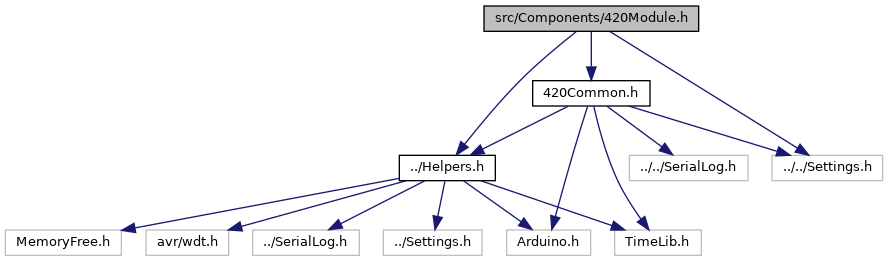 src/Components/420Module.h
420Common.h
../Helpers.h
../../SerialLog.h
../../Settings.h
MemoryFree.h
avr/wdt.h
../SerialLog.h
../Settings.h
Arduino.h
TimeLib.h